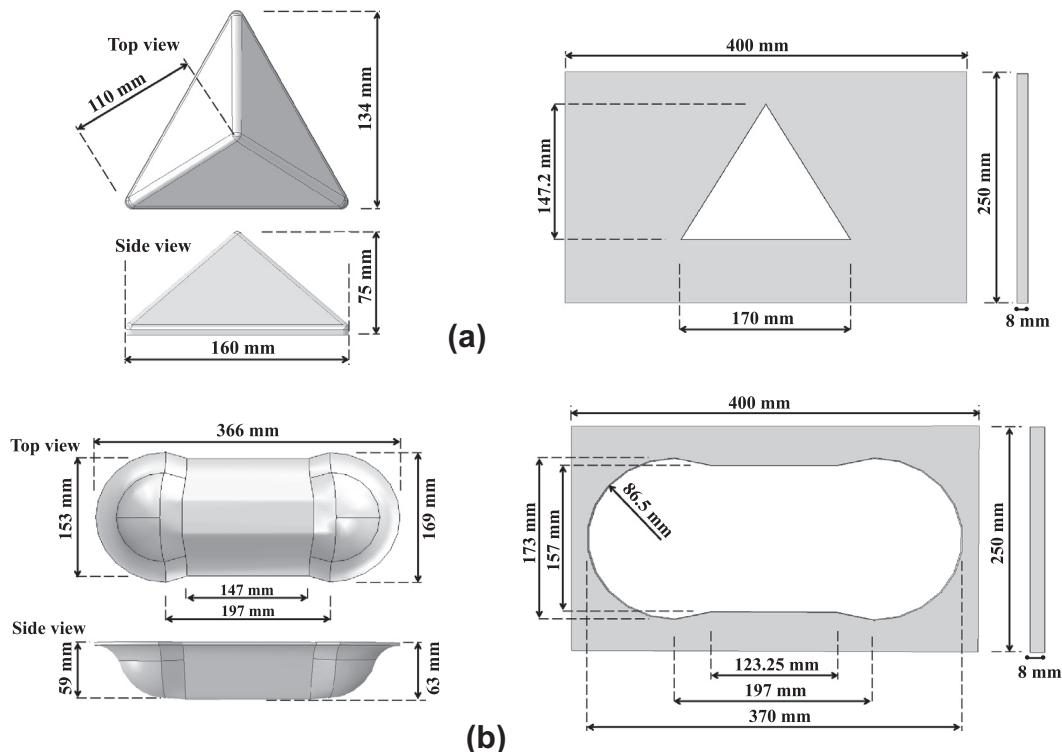 Top view
110 mm
134 mm
Side view
75 mm
160 mm
400 mm
147.2 mm
250 mm
170 mm
8 mm
(a)
366 mm
Top view
153 mm
169 mm
147 mm
197 mm
Side view
59 mm
63 mm
400 mm
86.5 mm
173 mm
157 mm
250 mm
123.25 mm
197 mm
370 mm
8 mm
(b)